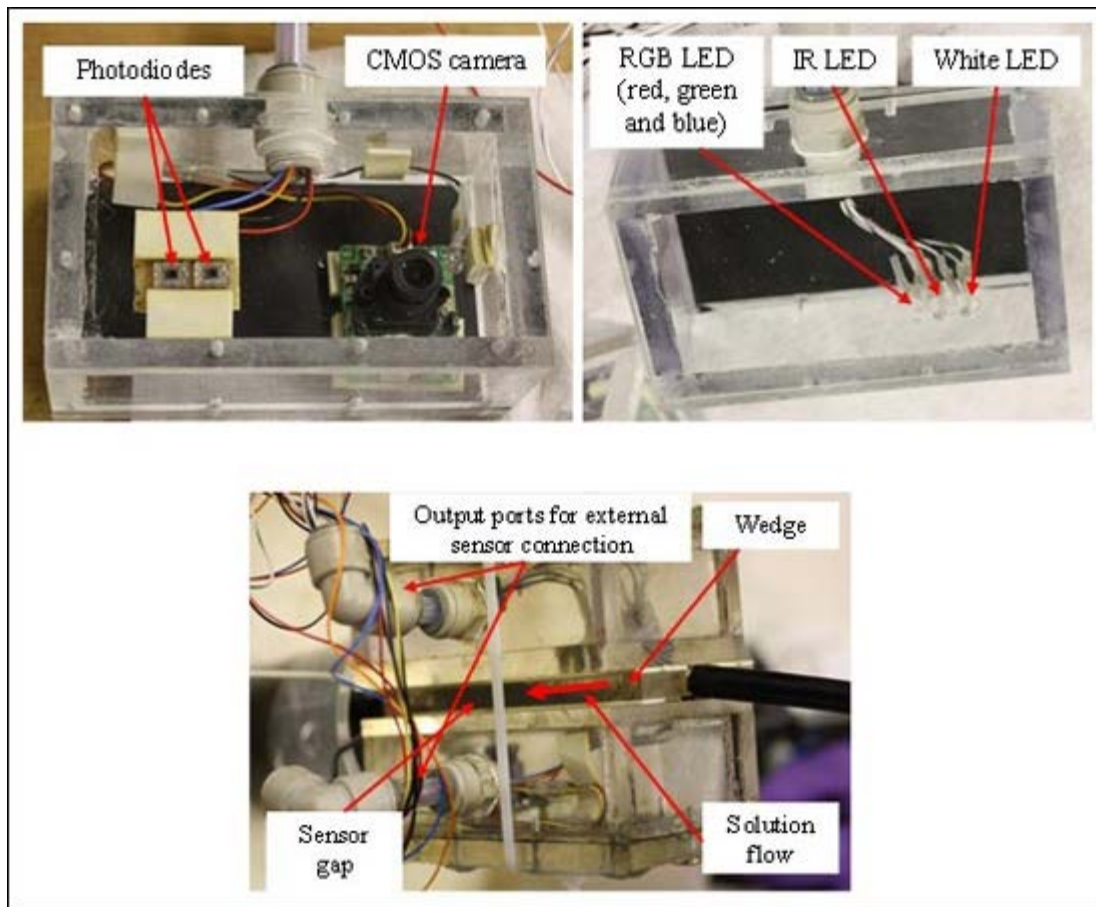 Photodiodes
CMOS camera
RGB LED
(red, green
and blue)
IR LED
White LED
Output ports for external
sensor connection
Wedge
Sensor
gap
Solution
flow